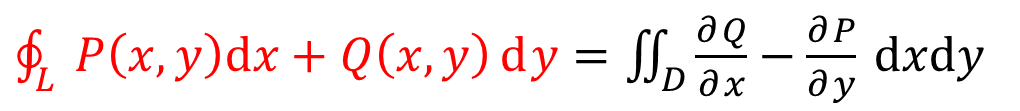 ∮_L P(x,y)dx + Q(x,y) dy = ∬_D ∂Q/∂x − ∂P/∂y dxdy